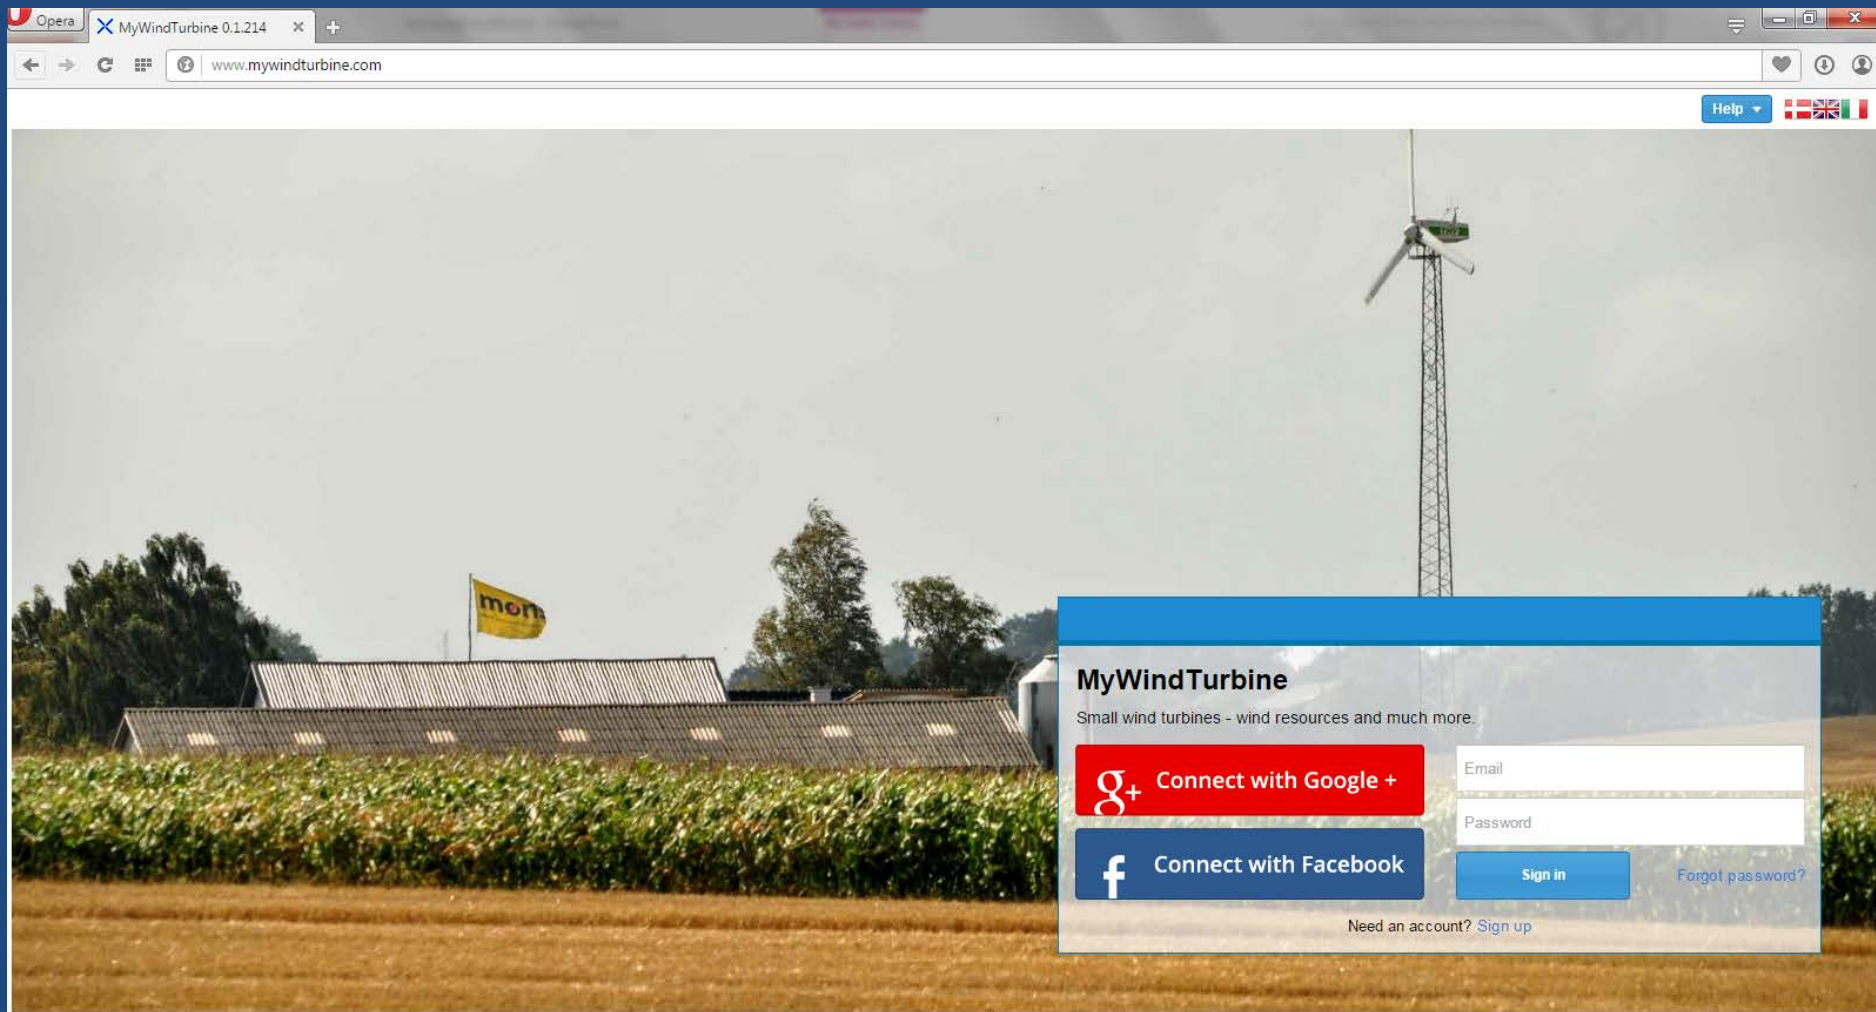 Opera
MyWindTurbine 0.1.214
www.mywindturbine.com
Help
THY
mon
MyWindTurbine
Small wind turbines - wind resources and much more.
g+ Connect with Google +
f Connect with Facebook
Email
Password
Sign in
Forgot password?
Need an account? Sign up